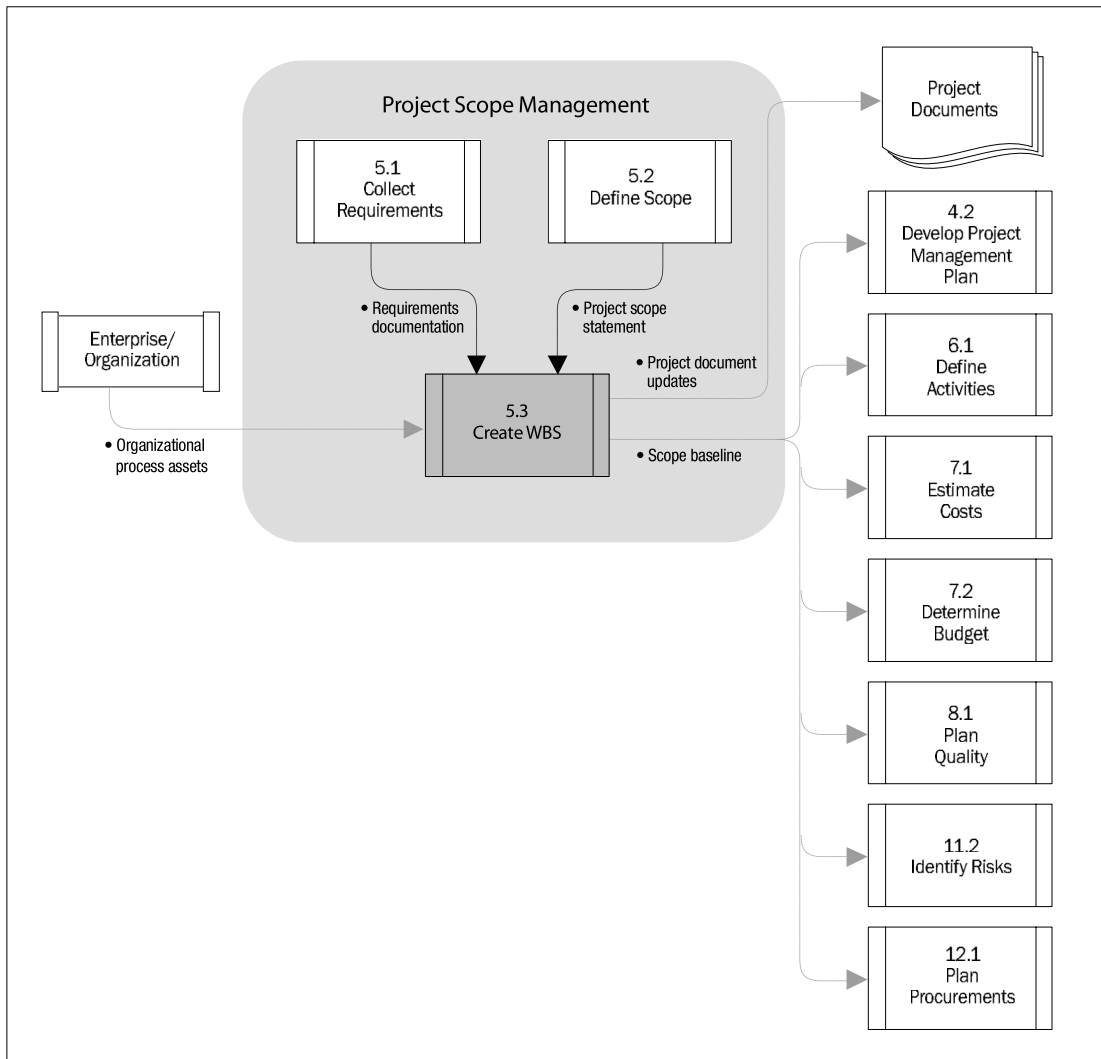 Project Scope Management
5.1
Collect
Requirements
5.2
Define Scope
• Requirements
documentation
• Project scope
statement
Enterprise/
Organization
• Organizational
process assets
5.3
Create WBS
• Project document
updates
• Scope baseline
Project
Documents
4.2
Develop Project
Management
Plan
6.1
Define
Activities
7.1
Estimate
Costs
7.2
Determine
Budget
8.1
Plan
Quality
11.2
Identify Risks
12.1
Plan
Procurements